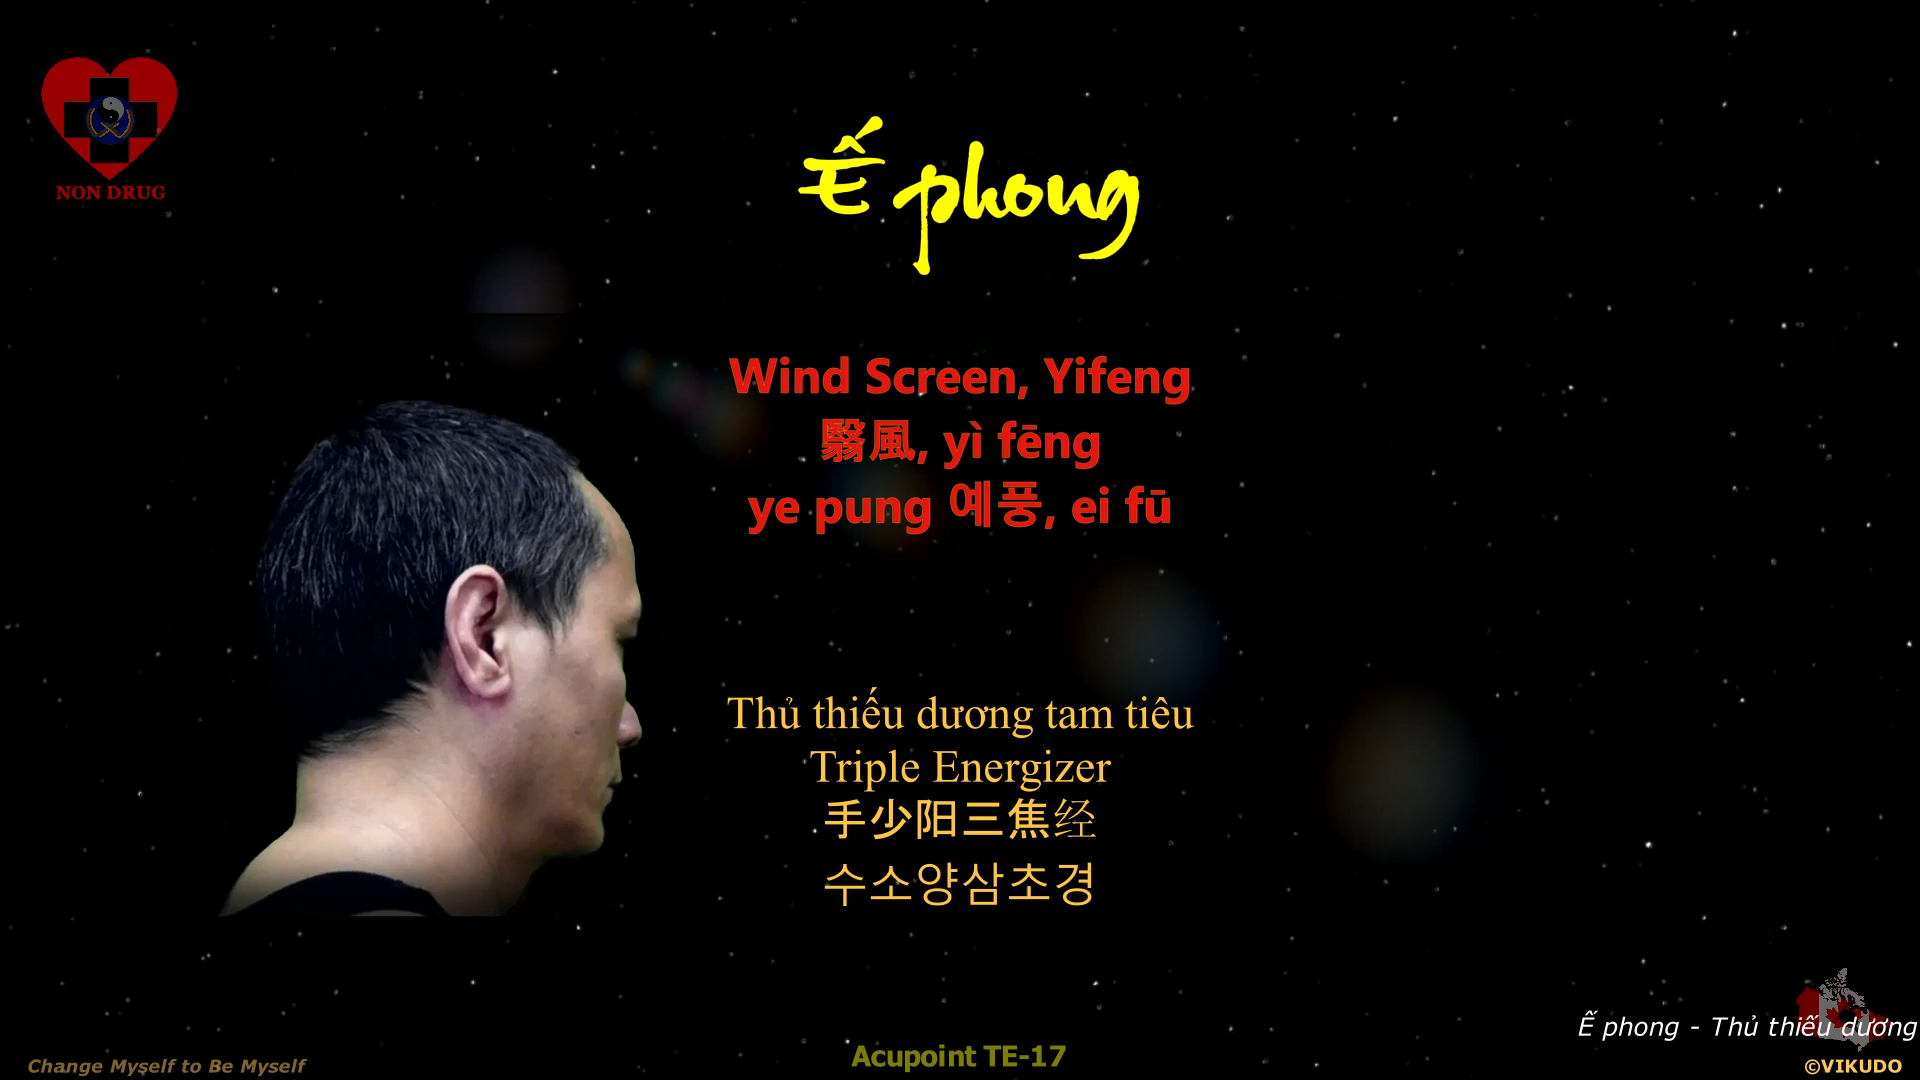 NON DRUG
Ế phong
Wind Screen, Yifeng
翳風, yì fēng
ye pung 예풍, ei fū
Thủ thiếu dương tam tiêu
Triple Energizer
手少阳三焦经
수소양삼초경
Ế phong - Thủ thiếu dương
Acupoint TE-17
Change Myself to Be Myself
©VIKUDO